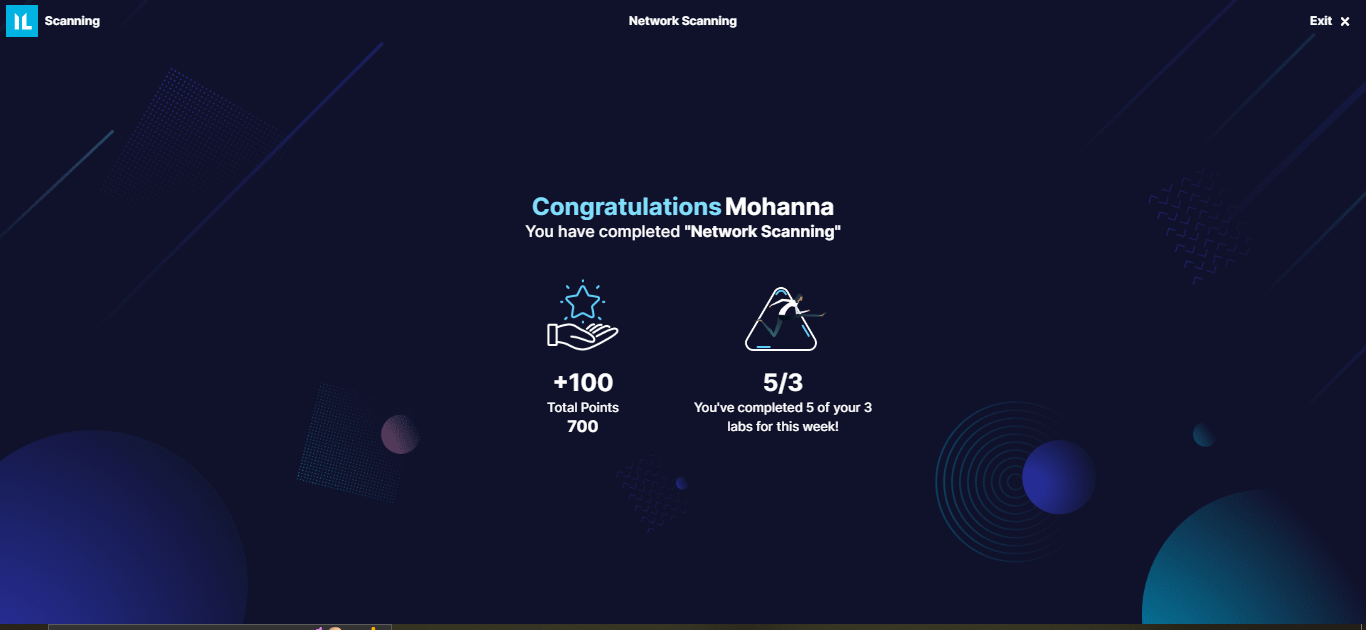 IL Scanning
Network Scanning
Exit ×
Congratulations Mohanna
You have completed "Network Scanning"
+100
Total Points
700
5/3
You've completed 5 of your 3
labs for this week!